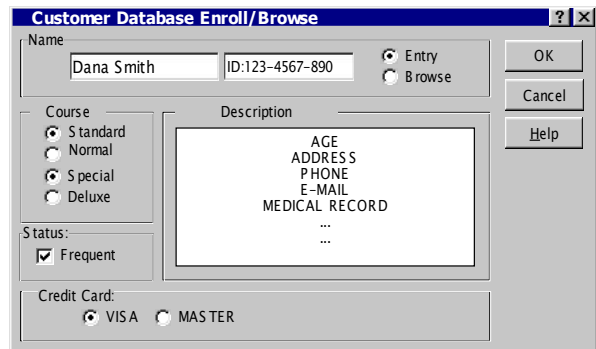 Customer Database Enroll/Browse ? ×
Name
Dana Smith
ID:123-4567-890
Entry
Browse
OK
Cancel
Help
Course
Standard
Normal
Special
Deluxe
Description
AGE
ADDRESS
PHONE
E-MAIL
MEDICAL RECORD
...
...
Status:
Frequent
Credit Card:
VISA MASTER